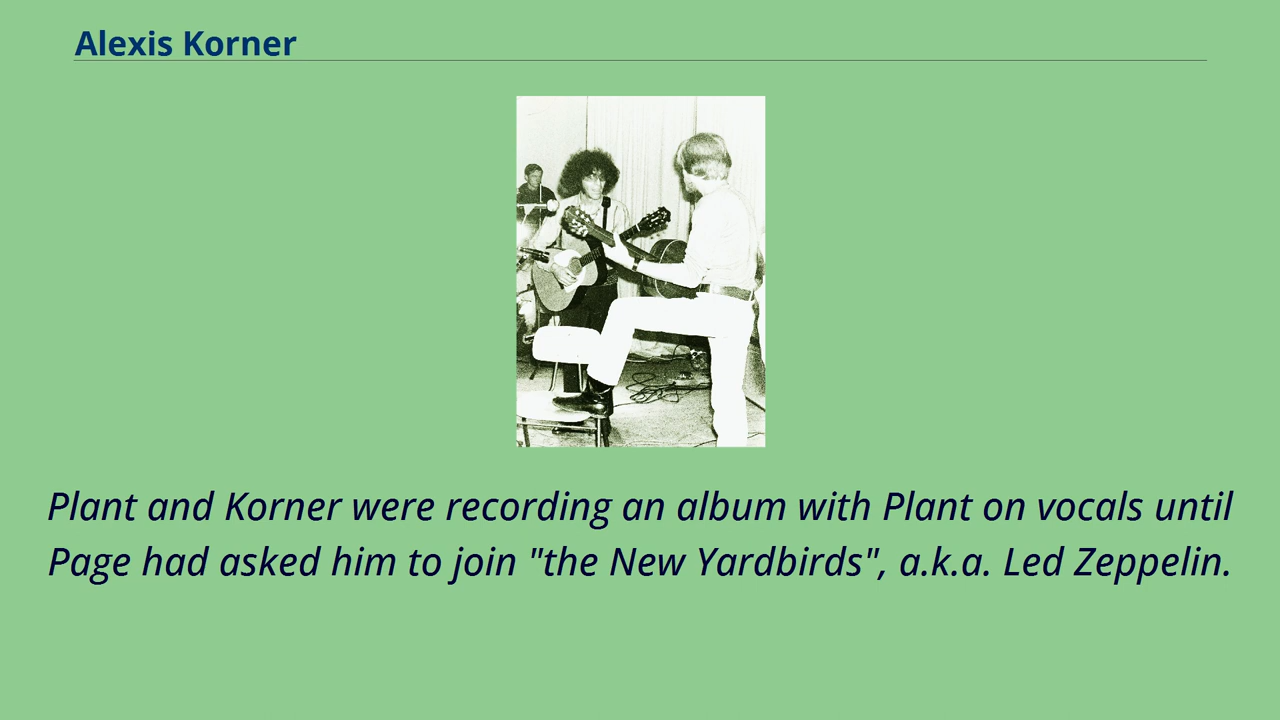 Alexis Korner
Plant and Korner were recording an album with Plant on vocals until
Page had asked him to join "the New Yardbirds", a.k.a. Led Zeppelin.